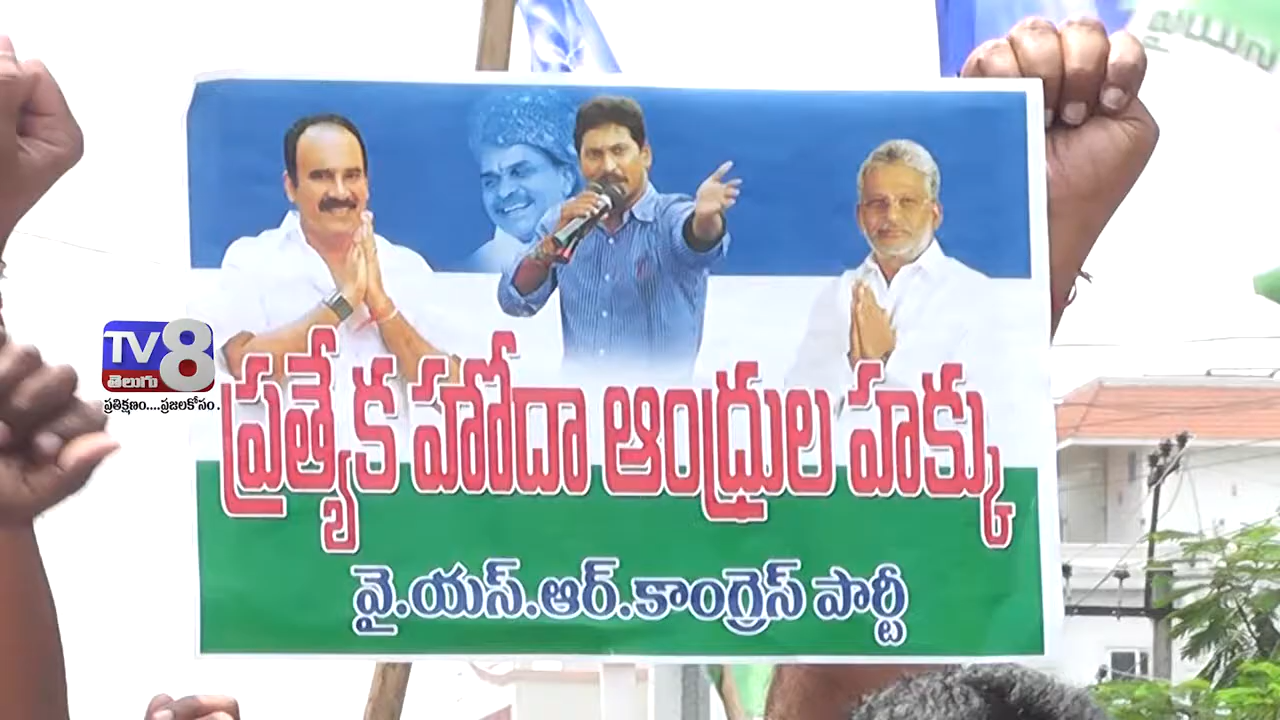 TV8
తెలుగు
ప్రతిక్షణం....ప్రజలకోసం.
ప్రత్యేక హోదా ఆంధ్రుల హక్కు
వై.యస్.ఆర్.కాంగ్రెస్ పార్టీ